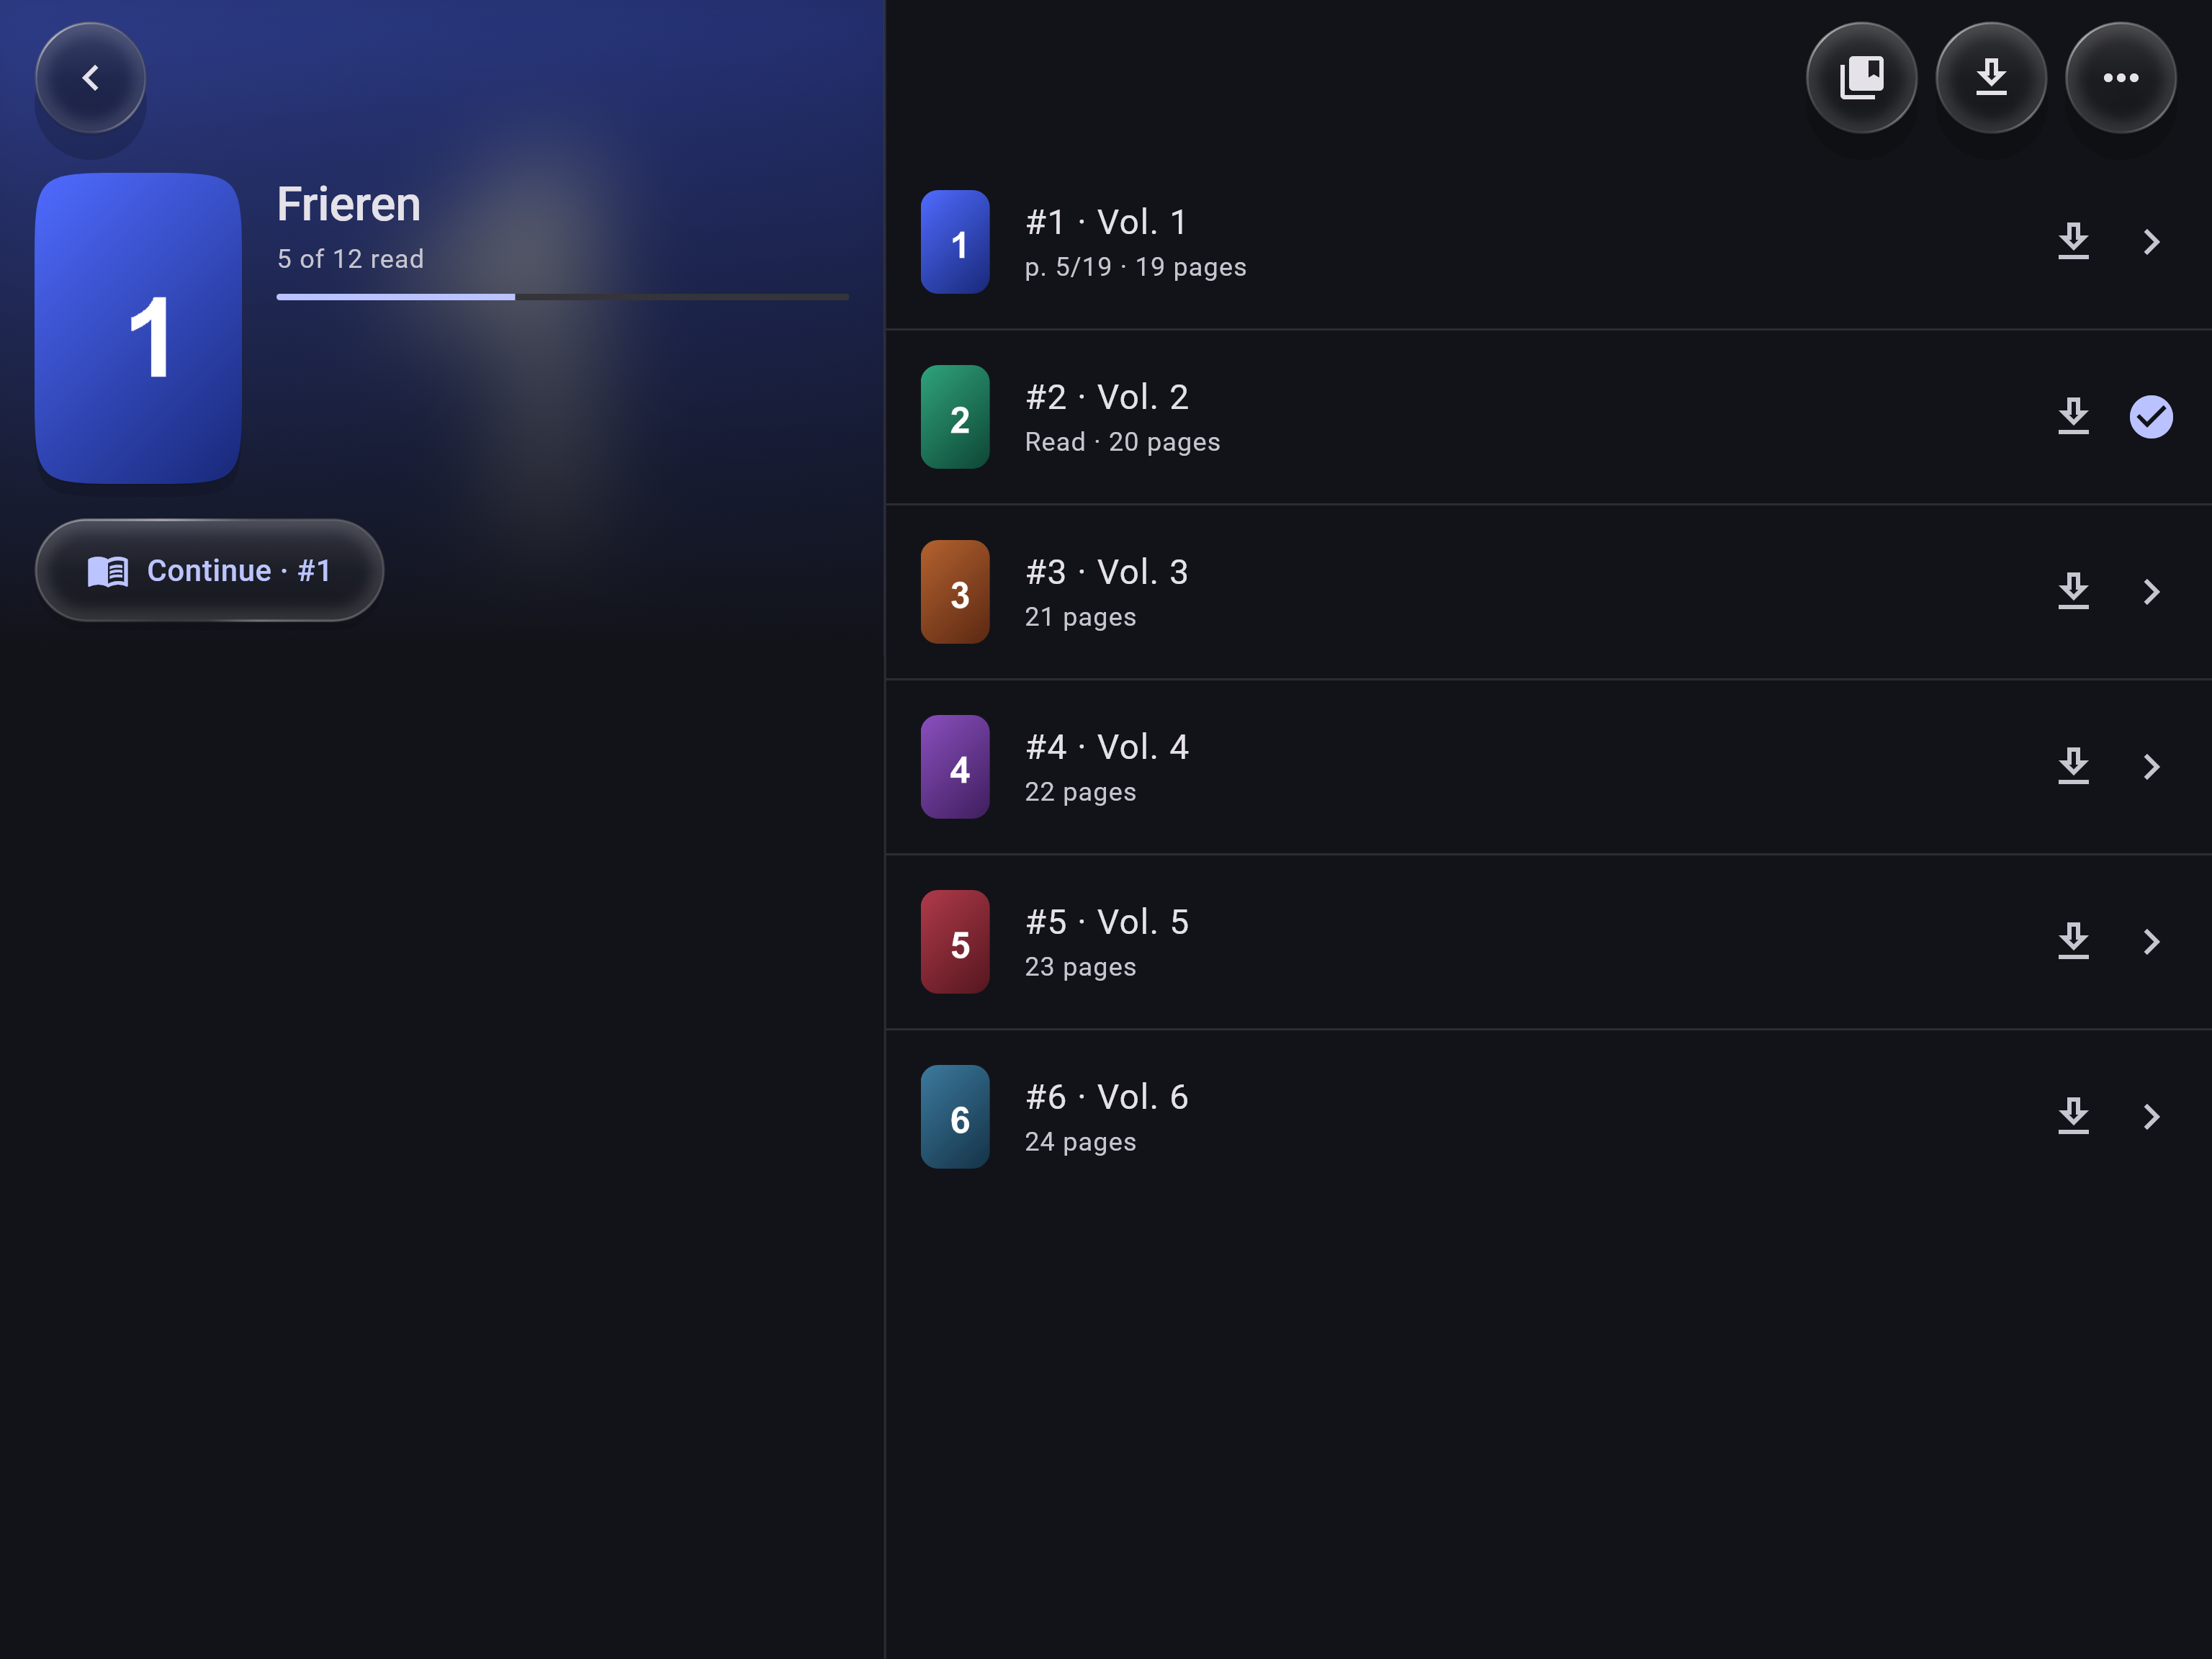 1
Frieren
5 of 12 read
Continue · #1
1
#1 · Vol. 1
p. 5/19 · 19 pages
2
#2 · Vol. 2
Read · 20 pages
3
#3 · Vol. 3
21 pages
4
#4 · Vol. 4
22 pages
5
#5 · Vol. 5
23 pages
6
#6 · Vol. 6
24 pages